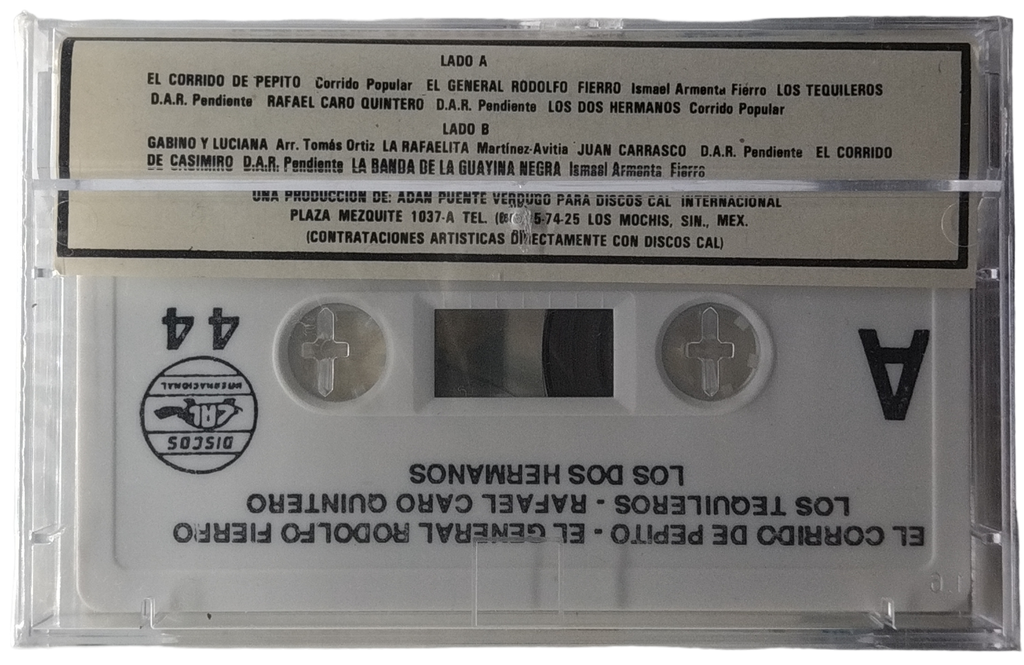 LADO A
EL CORRIDO DE PEPITO Corrido Popular EL GENERAL RODOLFO FIERRO Ismael Armenta Fierro LOS TEQUILEROS
D.A.R. Pendiente RAFAEL CARO QUINTERO D.A.R. Pendiente LOS DOS HERMANOS Corrido Popular
LADO B
GABINO Y LUCIANA Arr. Tomás Ortiz LA RAFAELITA Martínez-Avitia JUAN CARRASCO D.A.R. Pendiente EL CORRIDO
DE CASIMIRO D.A.R. Pendiente LA BANDA DE LA GUAYINA NEGRA Ismael Armenta Fierro
UNA PRODUCCION DE: ADAN PUENTE VERDUGO PARA DISCOS CAL INTERNACIONAL
PLAZA MEZQUITE 1037-A TEL. 5-74-25 LOS MOCHIS, SIN., MEX.
(CONTRATACIONES ARTISTICAS DIRECTAMENTE CON DISCOS CAL)
EL CORRIDO DE PEPITO - EL GENERAL RODOLFO FIERRO
LOS TEQUILEROS - RAFAEL CARO QUINTERO
LOS DOS HERMANOS
A
DISCOS
CAL
INTERNACIONAL
44